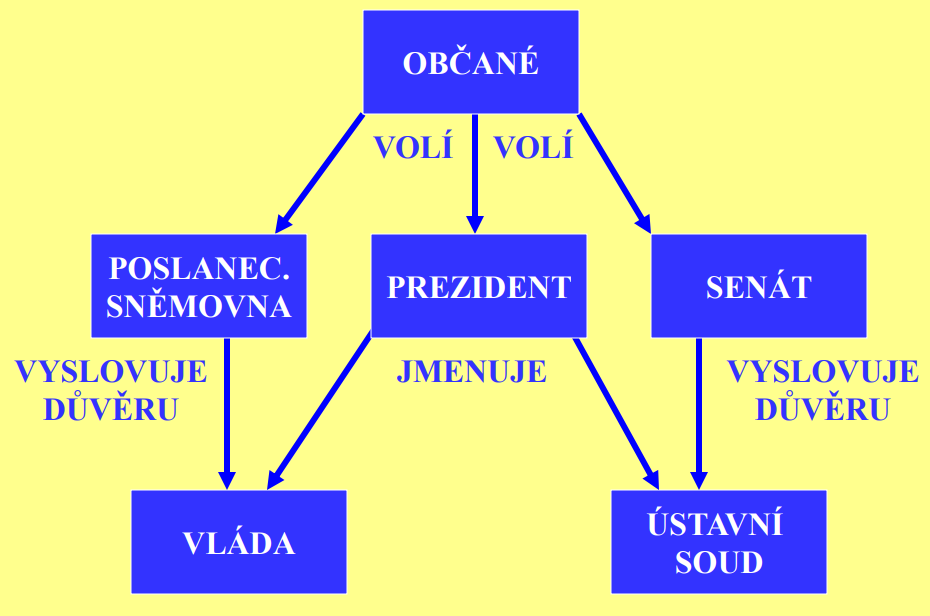 OBČANÉ
VOLÍ VOLÍ
POSLANEC.
SNĚMOVNA
PREZIDENT
SENÁT
VYSLOVUJE
DŮVĚRU
JMENUJE
VYSLOVUJE
DŮVĚRU
VLÁDA
ÚSTAVNÍ
SOUD